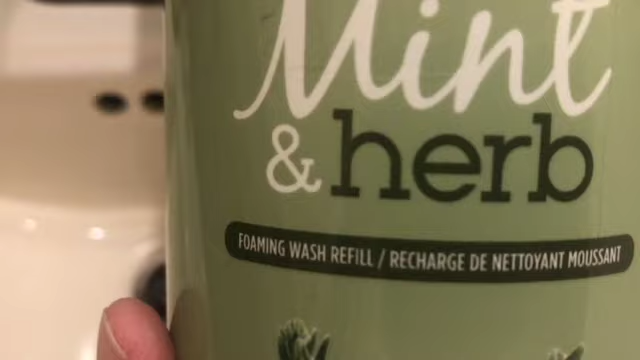 Mint
& herb
FOAMING WASH REFILL / RECHARGE DE NETTOYANT MOUSSANT